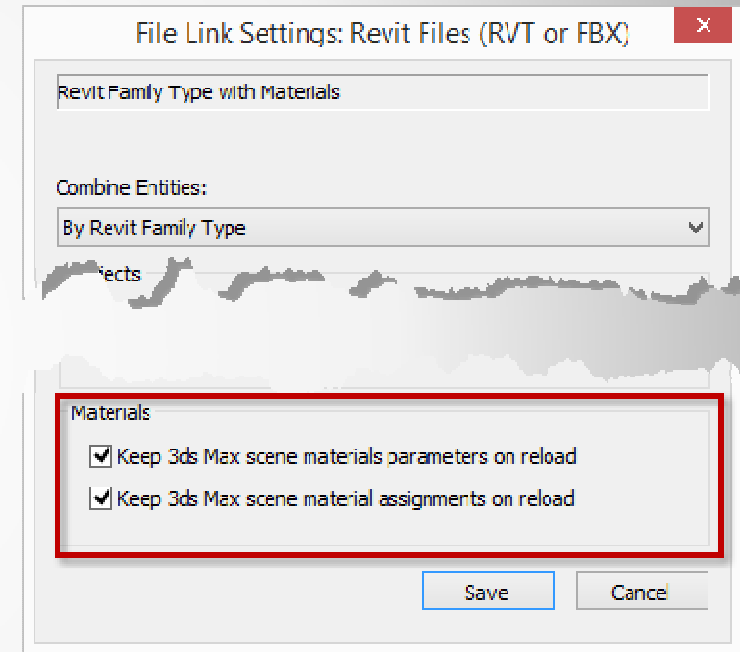 File Link Settings: Revit Files (RVT or FBX)
x
Revit Family Type with Materials
Combine Entities:
By Revit Family Type
jects
Materials
Keep 3ds Max scene materials parameters on reload
Keep 3ds Max scene material assignments on reload
Save
Cancel